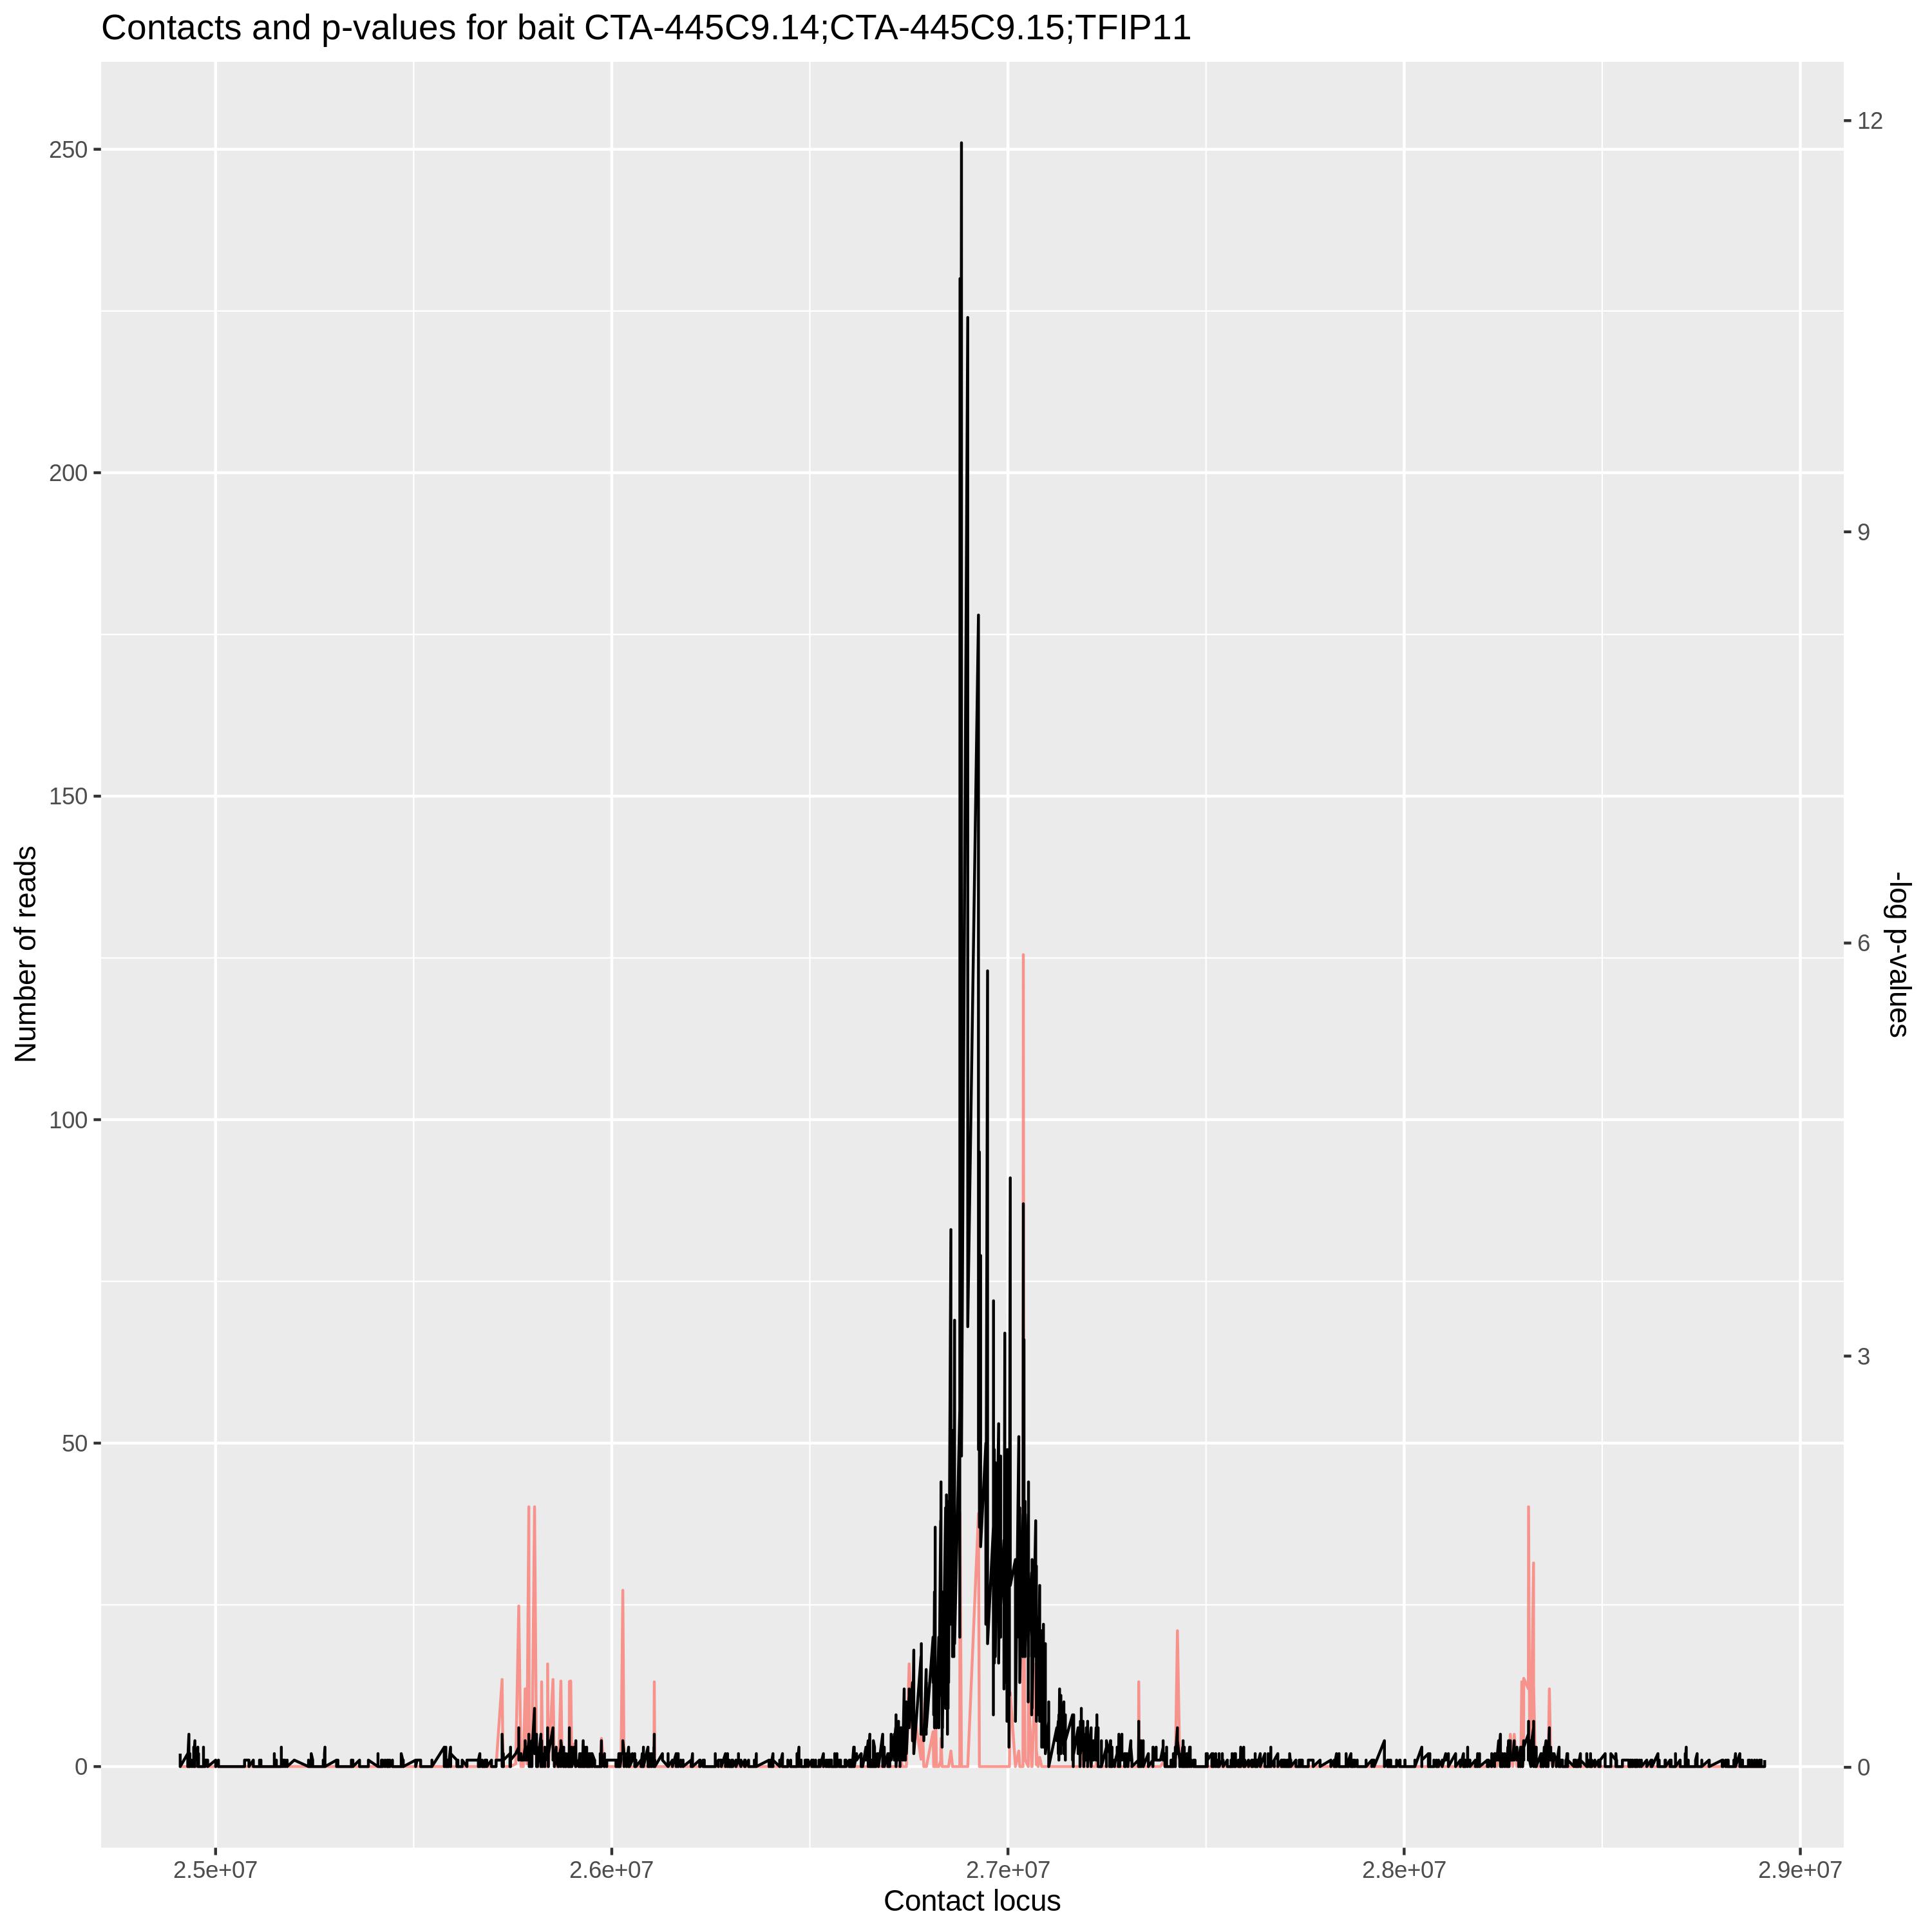 Contacts and p-values for bait CTA-445C9.14;CTA-445C9.15;TFIP11
250
200
150
100
50
0
Number of reads
12
9
6
3
0
-log p-values
2.5e+07 2.6e+07 2.7e+07 2.8e+07 2.9e+07
Contact locus